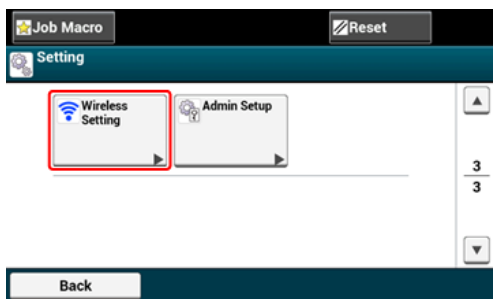 Job Macro
Reset
Setting
Wireless
Setting
Admin Setup
3
3
Back